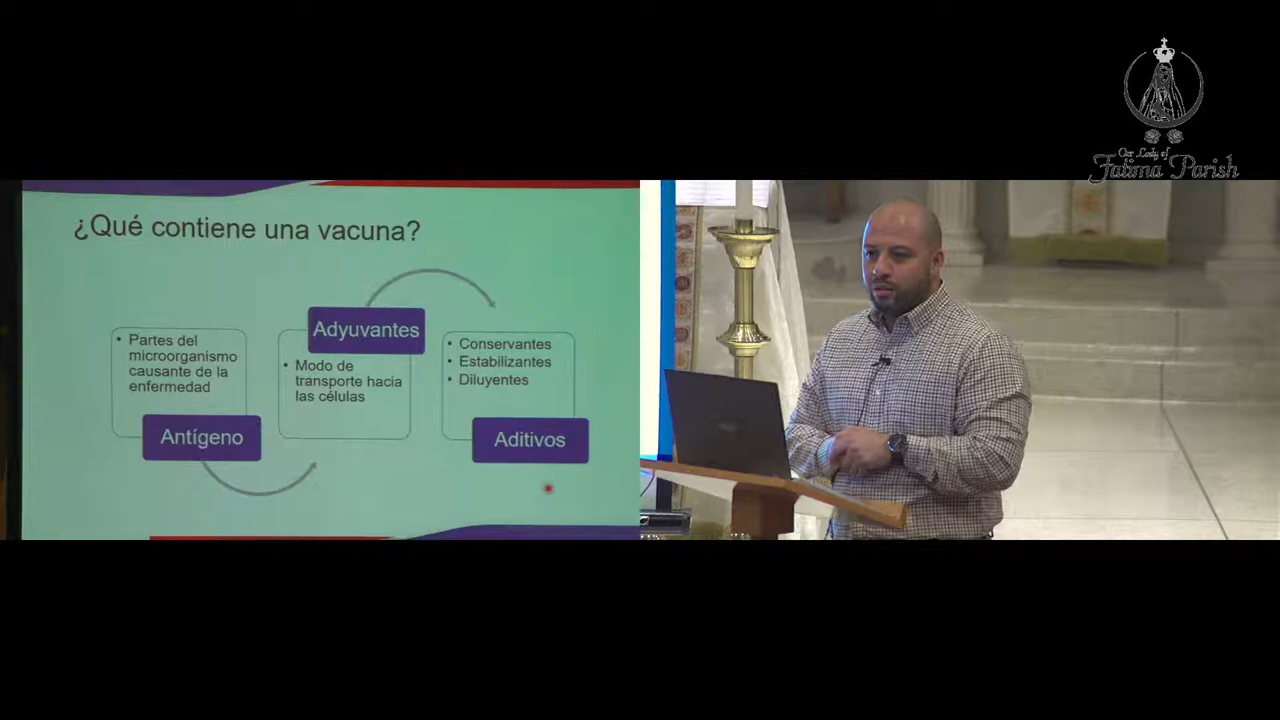 Our Lady of
Fatima Parish
¿Qué contiene una vacuna?
• Partes del
microorganismo
causante de la
enfermedad
Antígeno
Adyuvantes
• Modo de
transporte hacia
las células
• Conservantes
• Estabilizantes
• Diluyentes
Aditivos